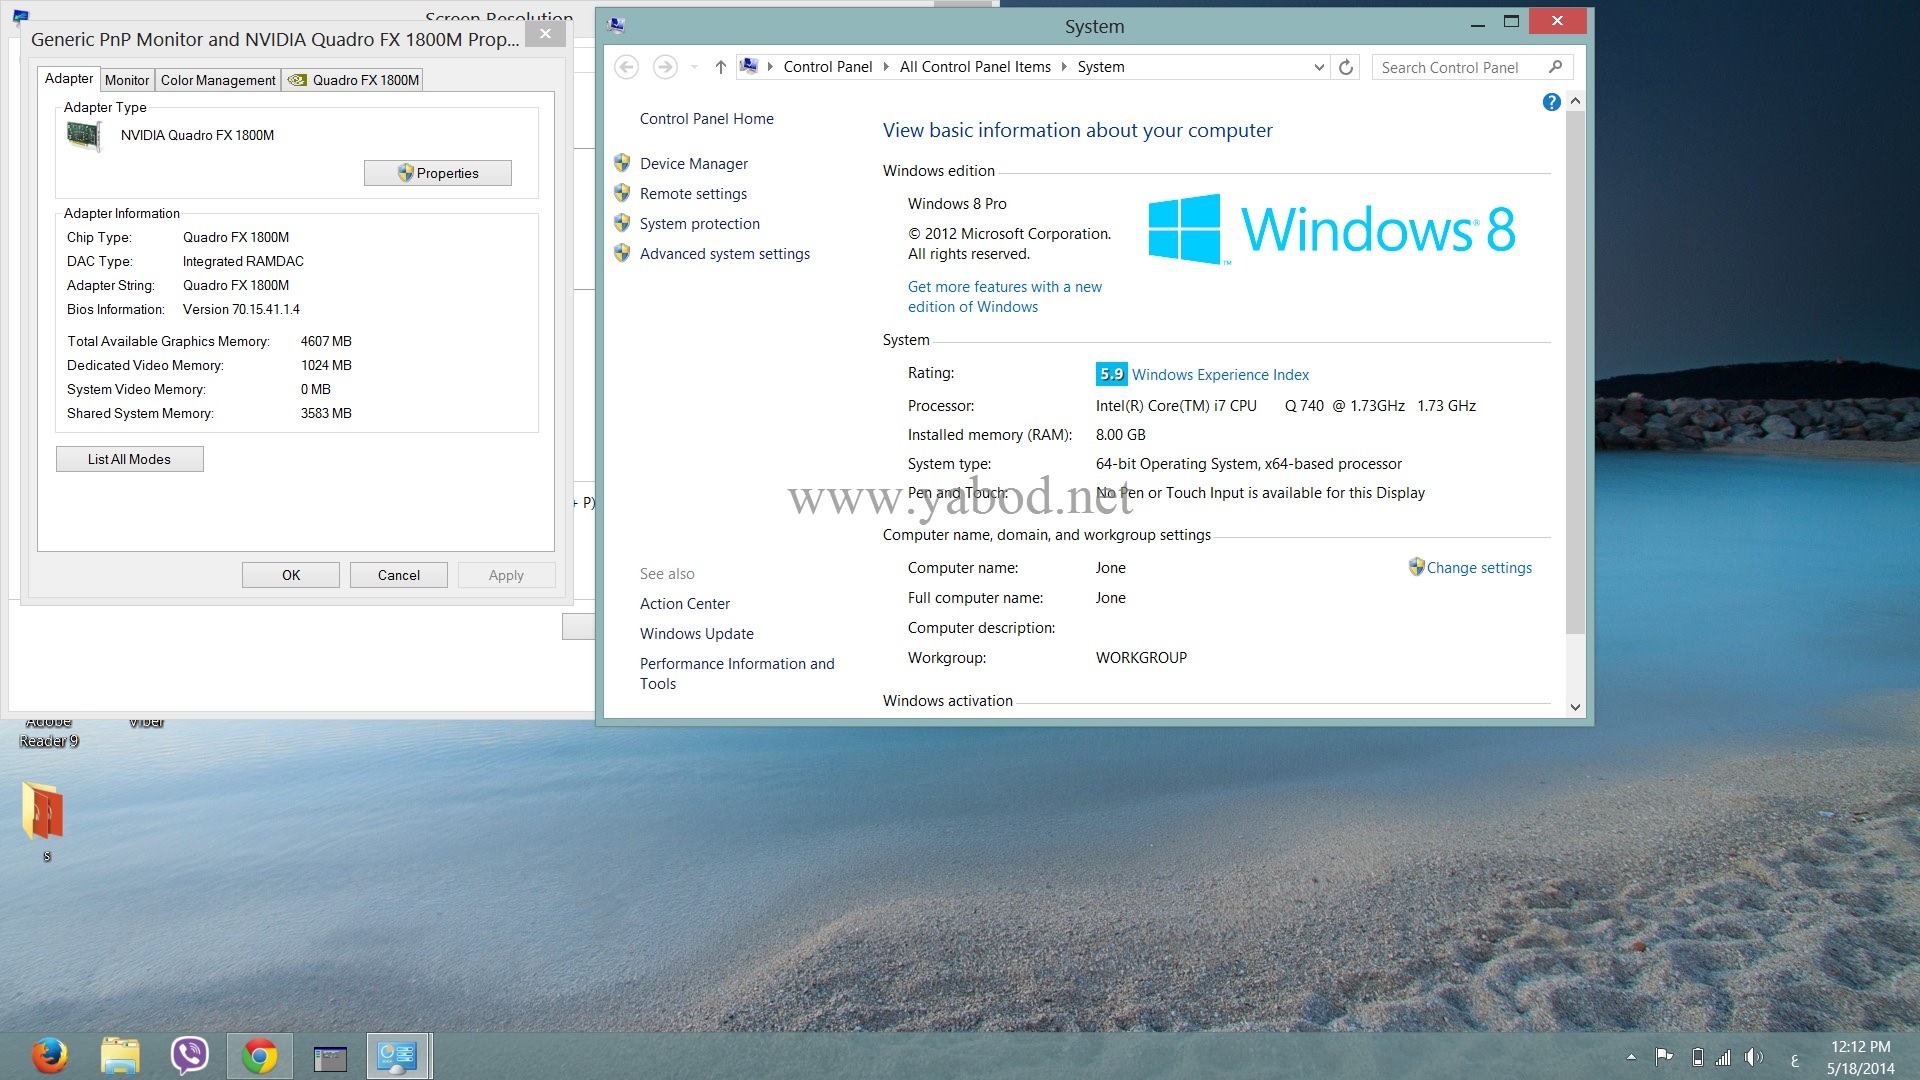 Screen Resolution
Generic PnP Monitor and NVIDIA Quadro FX 1800M Prop...
Adapter
Monitor
Color Management
Quadro FX 1800M
Adapter Type
NVIDIA Quadro FX 1800M
Properties
Adapter Information
Chip Type: Quadro FX 1800M
DAC Type: Integrated RAMDAC
Adapter String: Quadro FX 1800M
Bios Information: Version 70.15.41.1.4
Total Available Graphics Memory: 4607 MB
Dedicated Video Memory: 1024 MB
System Video Memory: 0 MB
Shared System Memory: 3583 MB
List All Modes
OK
Cancel
Apply
+ P)
System
Control Panel
All Control Panel Items
System
Search Control Panel
Control Panel Home
Device Manager
Remote settings
System protection
Advanced system settings
See also
Action Center
Windows Update
Performance Information and
Tools
View basic information about your computer
Windows edition
Windows 8 Pro
© 2012 Microsoft Corporation.
All rights reserved.
Get more features with a new
edition of Windows
Windows® 8
System
Rating: 5.9 Windows Experience Index
Processor: Intel(R) Core(TM) i7 CPU Q 740 @ 1.73GHz 1.73 GHz
Installed memory (RAM): 8.00 GB
System type: 64-bit Operating System, x64-based processor
Pen and Touch: No Pen or Touch Input is available for this Display
www.yabod.net
Computer name, domain, and workgroup settings
Computer name: Jone
Change settings
Full computer name: Jone
Computer description:
Workgroup: WORKGROUP
Windows activation
Adobe
Reader 9
Viber
s
ع
12:12 PM
5/18/2014